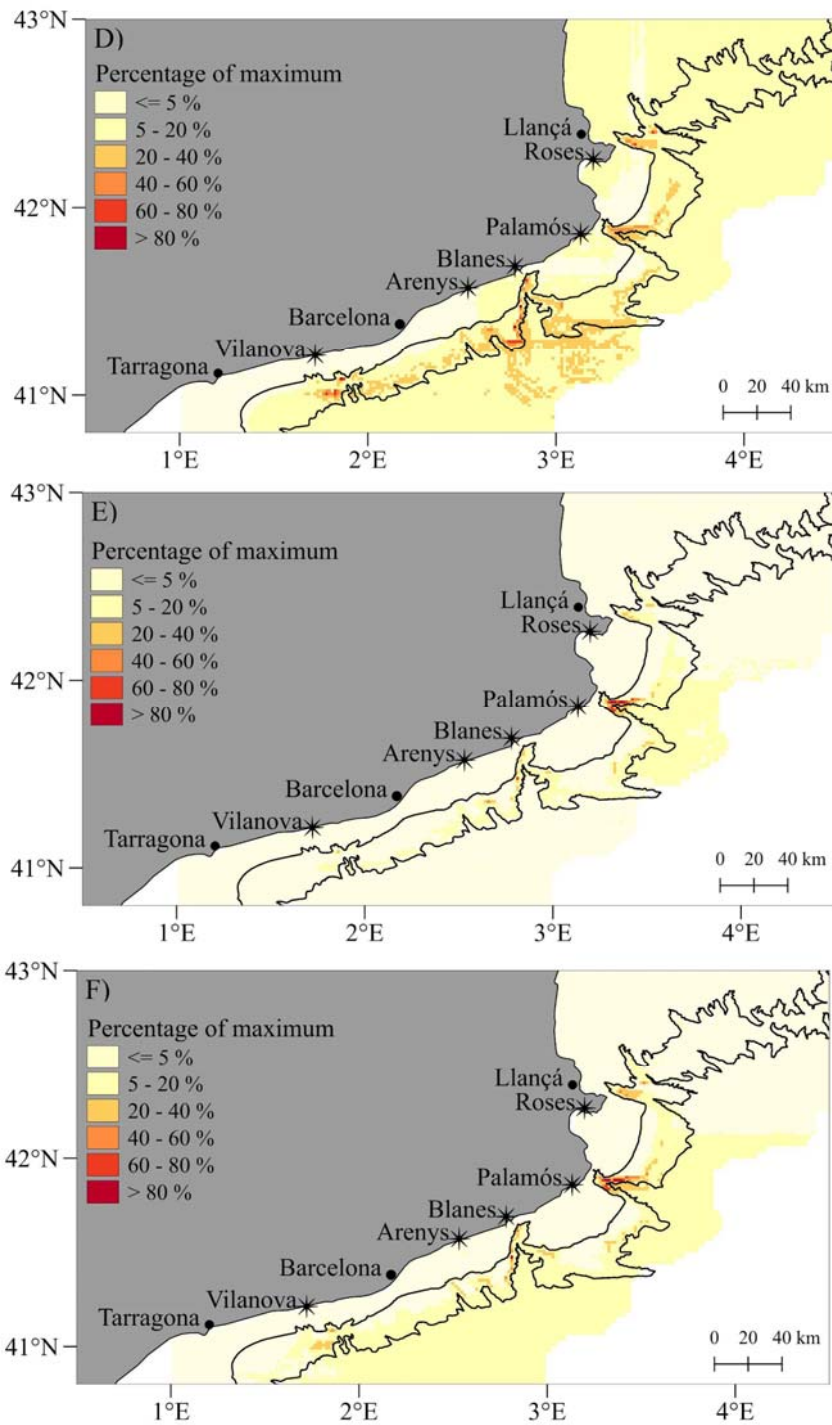 43°N
D)
Percentage of maximum
<= 5 %
5 - 20 %
20 - 40 %
40 - 60 %
60 - 80 %
> 80 %
Llançá
Roses
42°N
Palamós
Blanes
Arenys
Barcelona
Vilanova
Tarragona
41°N
0 20 40 km
1°E 2°E 3°E 4°E
43°N
E)
Percentage of maximum
<= 5 %
5 - 20 %
20 - 40 %
40 - 60 %
60 - 80 %
> 80 %
Llançá
Roses
42°N
Palamós
Blanes
Arenys
Barcelona
Vilanova
Tarragona
41°N
0 20 40 km
1°E 2°E 3°E 4°E
43°N
F)
Percentage of maximum
<= 5 %
5 - 20 %
20 - 40 %
40 - 60 %
60 - 80 %
> 80 %
Llançá
Roses
42°N
Palamós
Blanes
Arenys
Barcelona
Vilanova
Tarragona
41°N
0 20 40 km
1°E 2°E 3°E 4°E